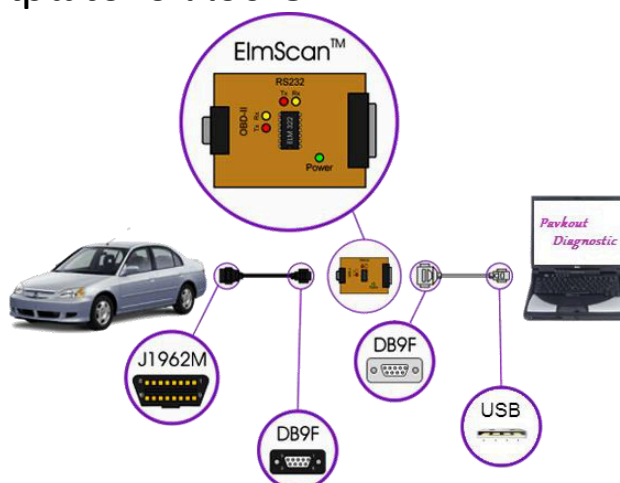 ElmScan™
RS232
Tx Rx
OBD-II
Tx Rx
ELM 322
Power
Pavkout
Diagnostic
J1962M
DB9F
DB9F
USB